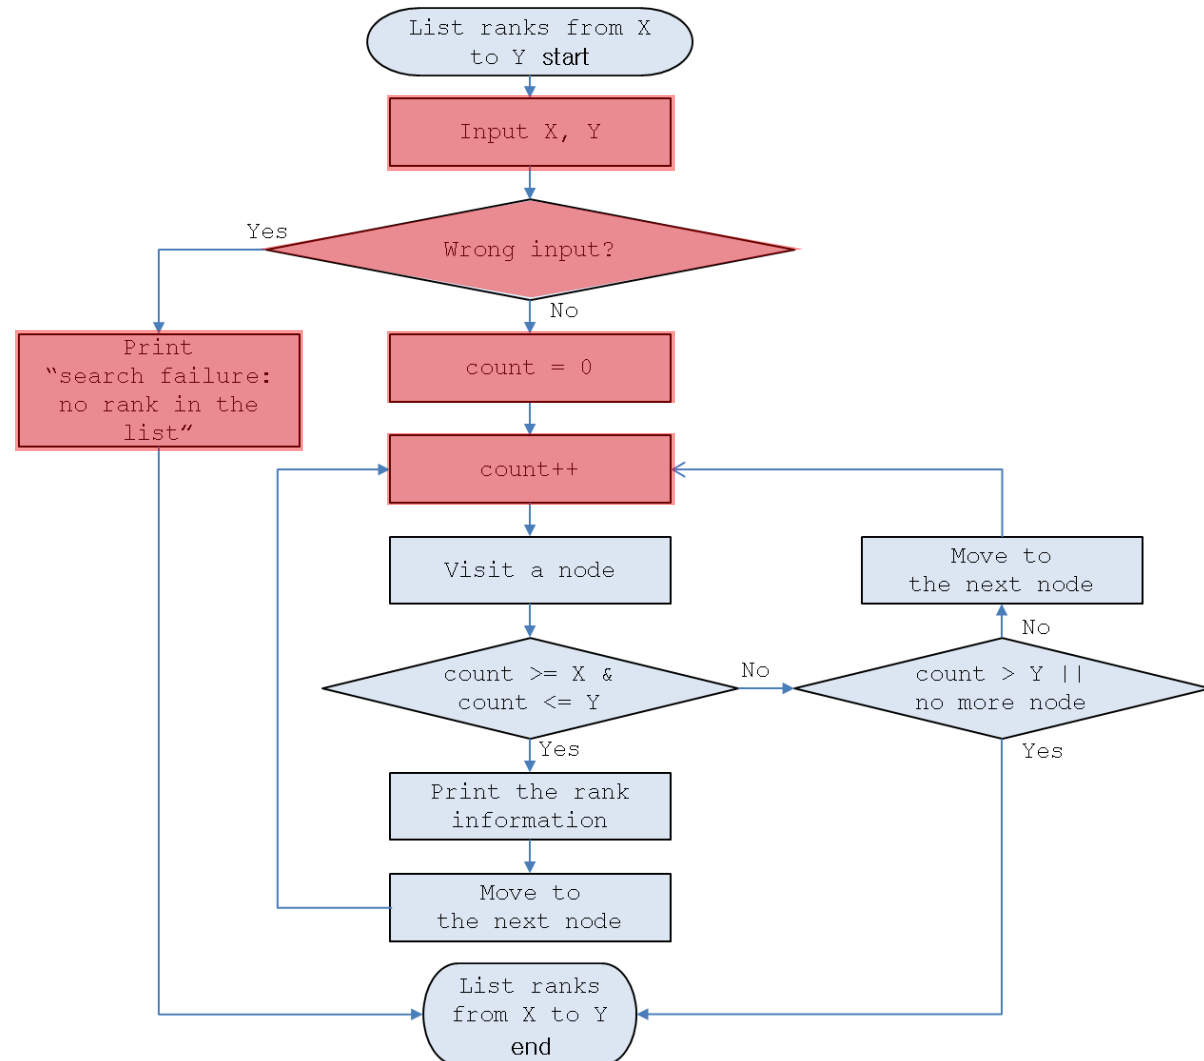 List ranks from X
to Y start
Input X, Y
Yes
Wrong input?
No
Print
“search failure:
no rank in the
list“
count = 0
count++
Visit a node
Move to
the next node
No
count >= X &
count <= Y
No
count > Y ||
no more node
Yes
Yes
Print the rank
information
Move to
the next node
List ranks
from X to Y
end